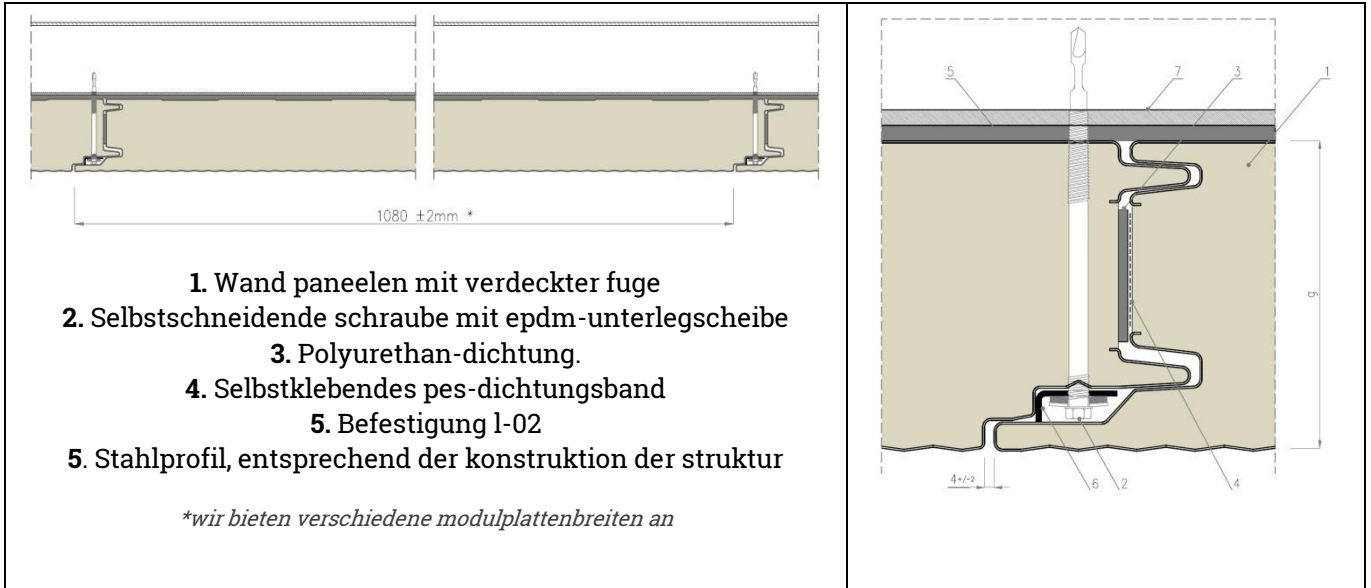 1080 ±2mm *
1. Wand paneelen mit verdeckter fuge
2. Selbstschneidende schraube mit epdm-unterlegscheibe
3. Polyurethan-dichtung.
4. Selbstklebendes pes-dichtungsband
5. Befestigung l-02
5. Stahlprofil, entsprechend der konstruktion der struktur
*wir bieten verschiedene modulplattenbreiten an
5 7 3 1
g
4+/-2 6 2 4